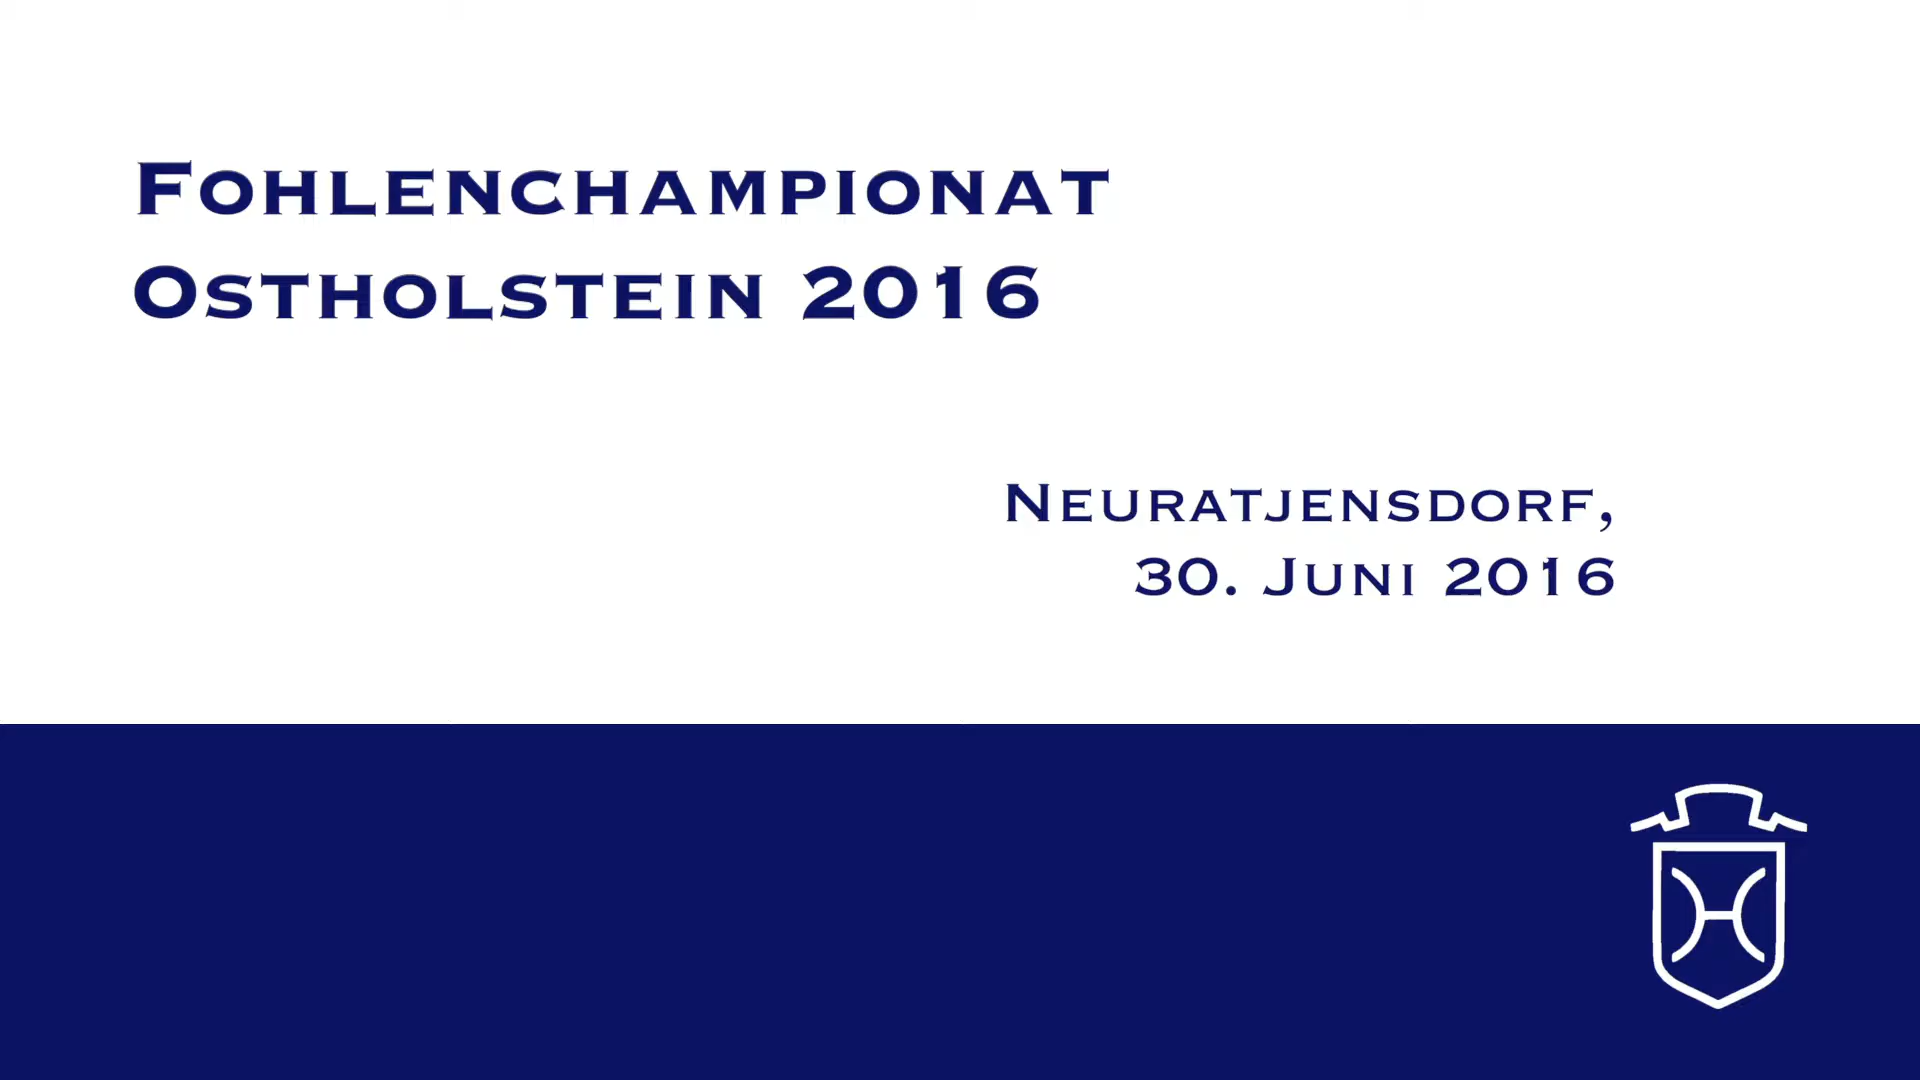 Fohlenchampionat
Ostholstein 2016
Neuratjensdorf,
30. Juni 2016